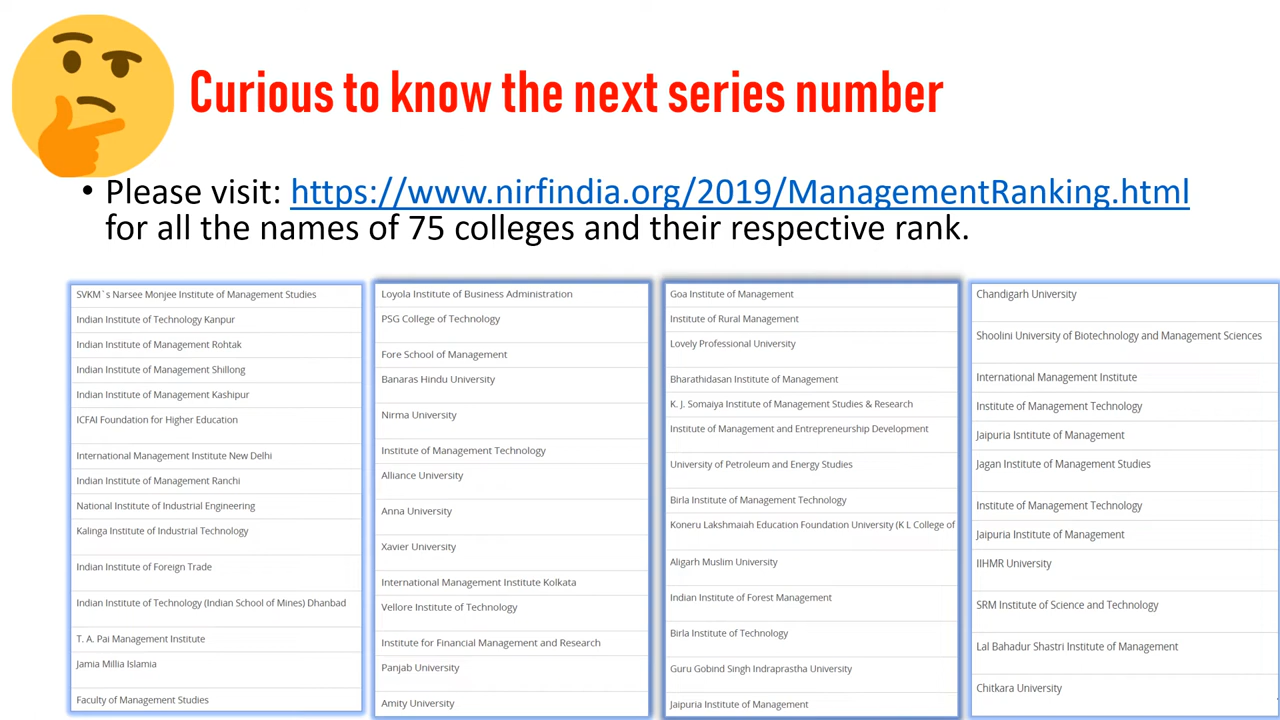 Curious to know the next series number
• Please visit: https://www.nirfindia.org/2019/ManagementRanking.html
for all the names of 75 colleges and their respective rank.
SVKM`s Narsee Monjee Institute of Management Studies
Indian Institute of Technology Kanpur
Indian Institute of Management Rohtak
Indian Institute of Management Shillong
Indian Institute of Management Kashipur
ICFAI Foundation for Higher Education
International Management Institute New Delhi
Indian Institute of Management Ranchi
National Institute of Industrial Engineering
Kalinga Institute of Industrial Technology
Indian Institute of Foreign Trade
Indian Institute of Technology (Indian School of Mines) Dhanbad
T. A. Pai Management Institute
Jamia Millia Islamia
Faculty of Management Studies
Loyola Institute of Business Administration
PSG College of Technology
Fore School of Management
Banaras Hindu University
Nirma University
Institute of Management Technology
Alliance University
Anna University
Xavier University
International Management Institute Kolkata
Vellore Institute of Technology
Institute for Financial Management and Research
Panjab University
Amity University
Goa Institute of Management
Institute of Rural Management
Lovely Professional University
Bharathidasan Institute of Management
K. J. Somaiya Institute of Management Studies & Research
Institute of Management and Entrepreneurship Development
University of Petroleum and Energy Studies
Birla Institute of Management Technology
Koneru Lakshmaiah Education Foundation University (K L College of
Aligarh Muslim University
Indian Institute of Forest Management
Birla Institute of Technology
Guru Gobind Singh Indraprastha University
Jaipuria Institute of Management
Chandigarh University
Shoolini University of Biotechnology and Management Sciences
International Management Institute
Institute of Management Technology
Jaipuria Isntitute of Management
Jagan Institute of Management Studies
Institute of Management Technology
Jaipuria Institute of Management
IIHMR University
SRM Institute of Science and Technology
Lal Bahadur Shastri Institute of Management
Chitkara University